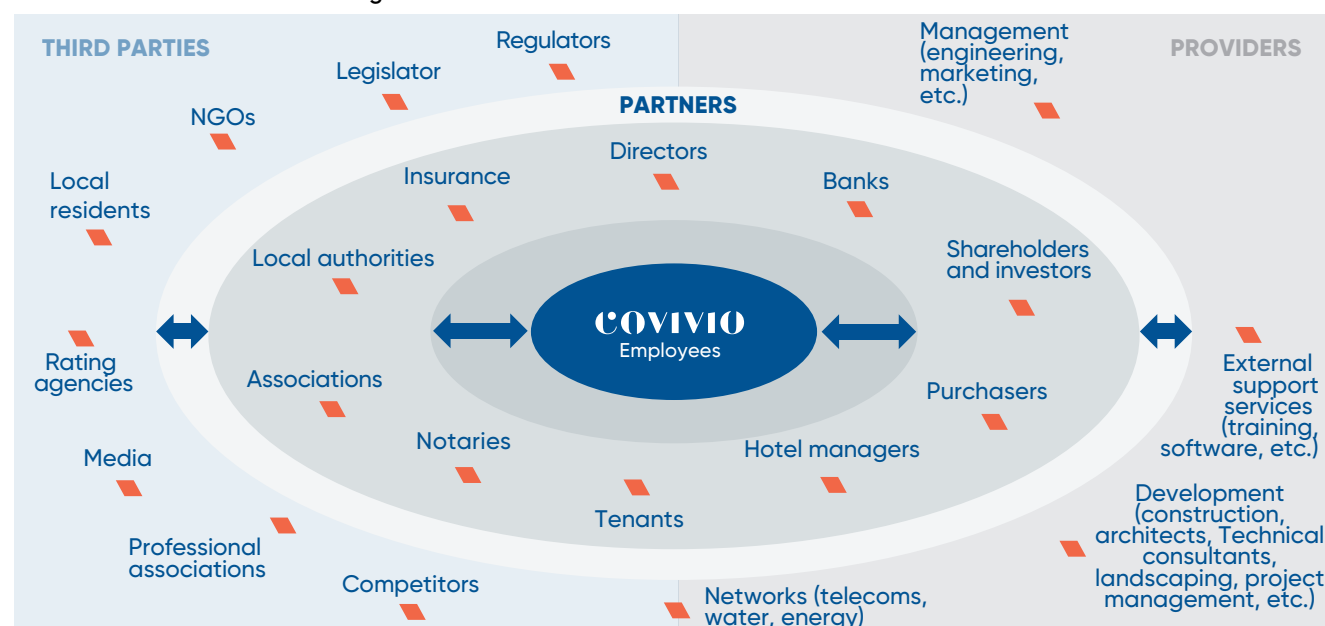 THIRD PARTIES
Regulators
Legislator
NGOs
Local
residents
Rating
agencies
Media
Professional
associations
Competitors
PROVIDERS
Management
(engineering,
marketing,
etc.)
External
support
services
(training,
software, etc.)
Development
(construction,
architects, Technical
consultants,
landscaping, project
management, etc.)
Networks (telecoms,
water, energy)
PARTNERS
Directors
Insurance
Banks
Local authorities
Shareholders
and investors
Associations
Purchasers
Notaries
Hotel managers
Tenants
COVIVIO
Employees